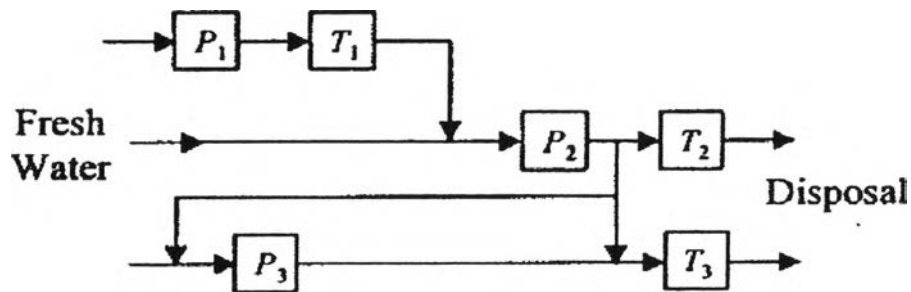 P₁ T₁
Fresh
Water
P₂ T₂
Disposal
P₃ T₃